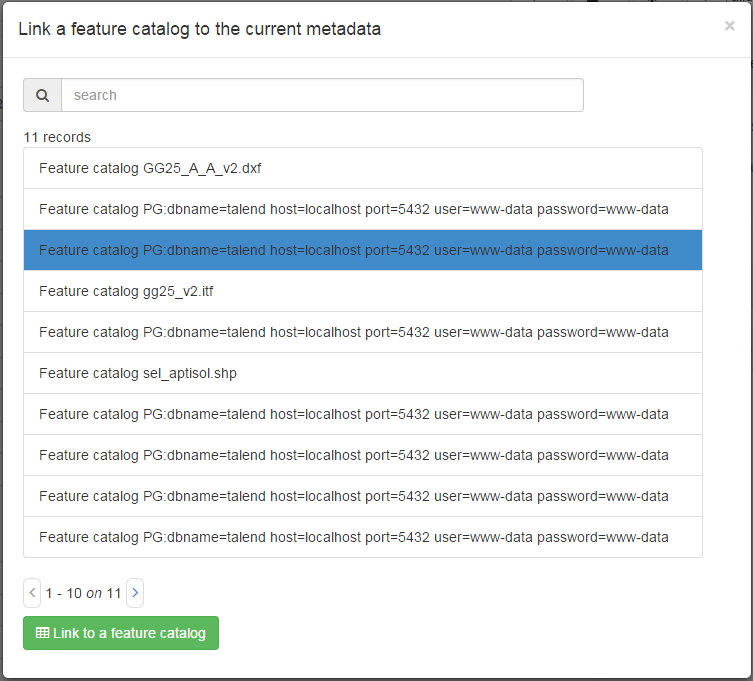 Link a feature catalog to the current metadata
×
search
11 records
Feature catalog GG25_A_A_v2.dxf
Feature catalog PG:dbname=talend host=localhost port=5432 user=www-data password=www-data
Feature catalog PG:dbname=talend host=localhost port=5432 user=www-data password=www-data
Feature catalog gg25_v2.itf
Feature catalog PG:dbname=talend host=localhost port=5432 user=www-data password=www-data
Feature catalog sel_aptisol.shp
Feature catalog PG:dbname=talend host=localhost port=5432 user=www-data password=www-data
Feature catalog PG:dbname=talend host=localhost port=5432 user=www-data password=www-data
Feature catalog PG:dbname=talend host=localhost port=5432 user=www-data password=www-data
Feature catalog PG:dbname=talend host=localhost port=5432 user=www-data password=www-data
1 - 10 on 11
Link to a feature catalog